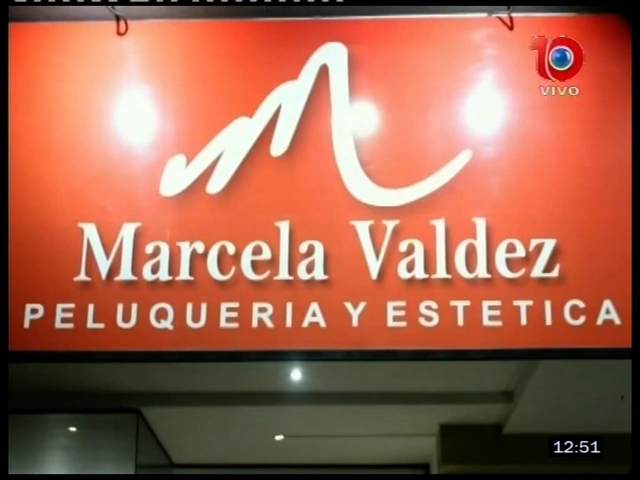 10
VIVO
Marcela Valdez
PELUQUERIA Y ESTETICA
12:51